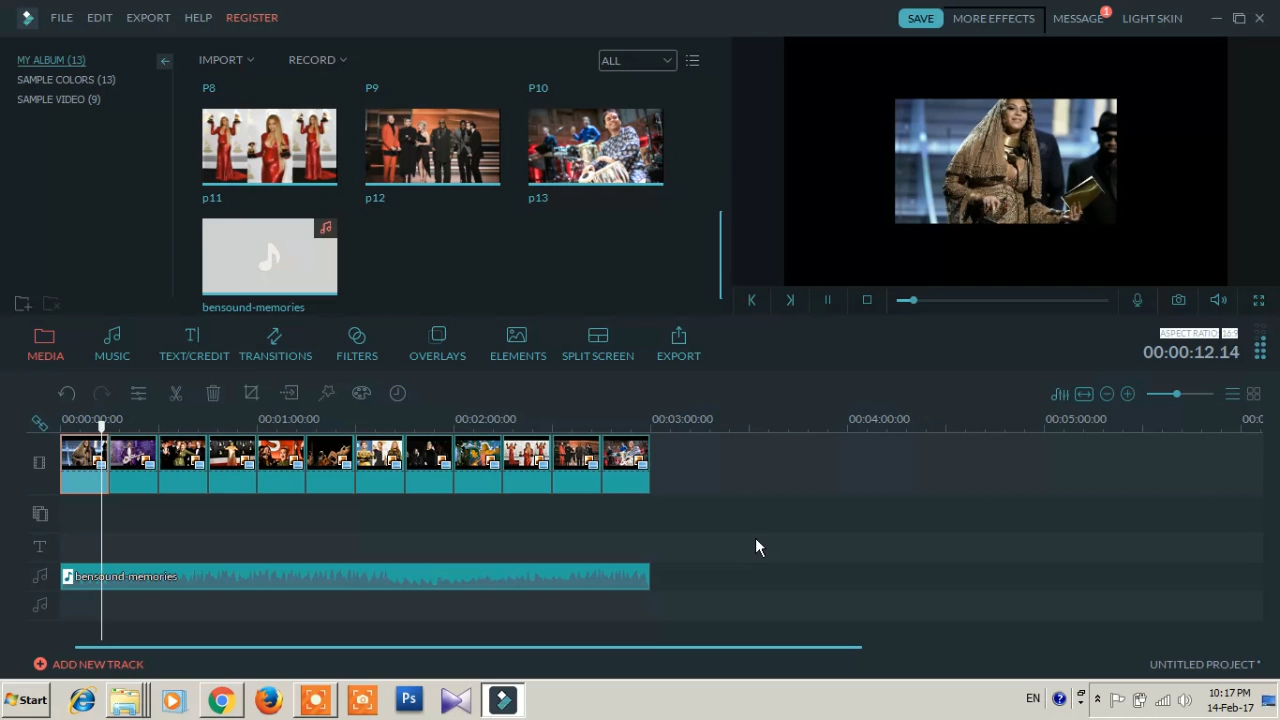 FILE EDIT EXPORT HELP REGISTER SAVE MORE EFFECTS MESSAGE 1 LIGHT SKIN
MY ALBUM (13)
SAMPLE COLORS (13)
SAMPLE VIDEO (9)
IMPORT RECORD ALL
P8 P9 P10
p11 p12 p13
bensound-memories
MEDIA MUSIC TEXT/CREDIT TRANSITIONS FILTERS OVERLAYS ELEMENTS SPLIT SCREEN EXPORT
ASPECT RATIO 16:9
00:00:12.14
00:00:00:00 00:01:00:00 00:02:00:00 00:03:00:00 00:04:00:00 00:05:00:00
T
bensound-memories
ADD NEW TRACK
UNTITLED PROJECT*
Start Ps EN 10:17 PM
14-Feb-17